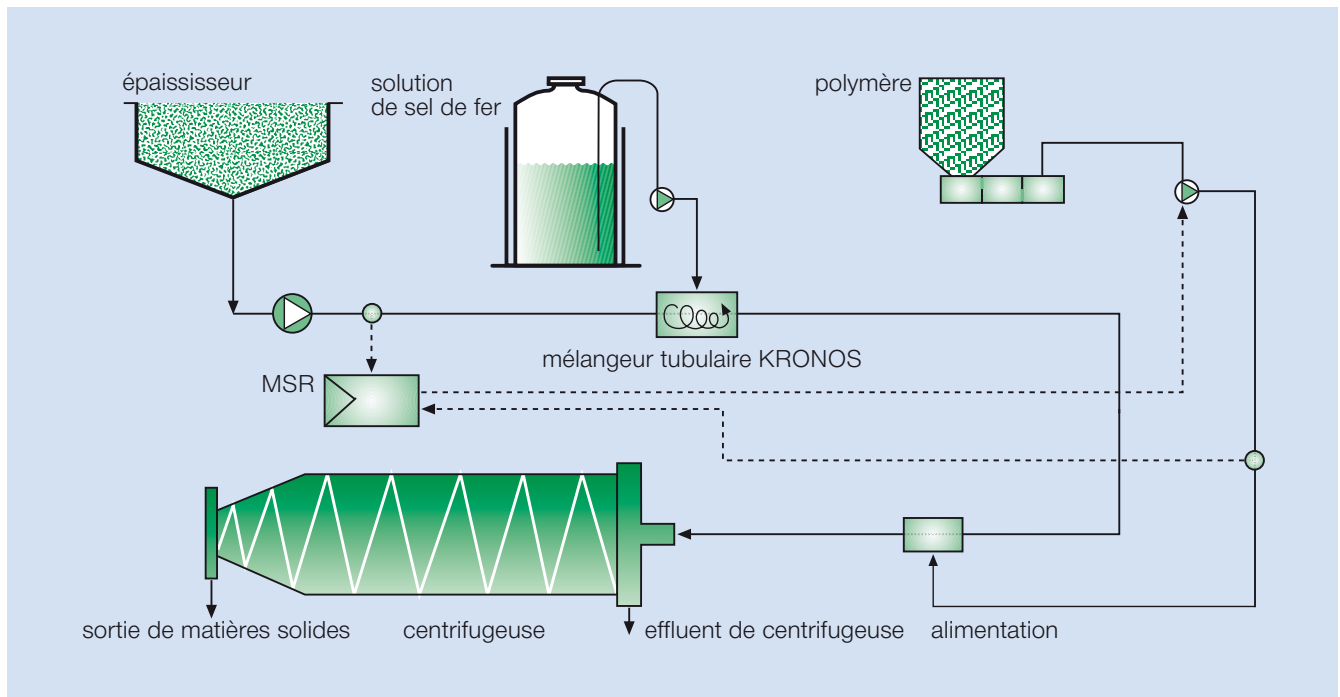 épaississeur
solution
de sel de fer
polymère
mélangeur tubulaire KRONOS
MSR
sortie de matières solides
centrifugeuse
effluent de centrifugeuse
alimentation